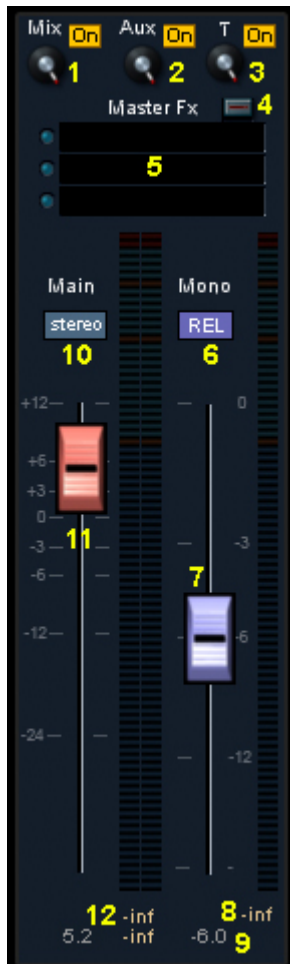 Mix On Aux On T On
1 2 3
Master Fx 4
5
Main Mono
stereo REL
10 6
+12 0
+6
+3
0
-3 11 -3
7
-6 -6
-12
-12
-24
-
12 -inf 8 -inf
5.2 -inf -6.0 9